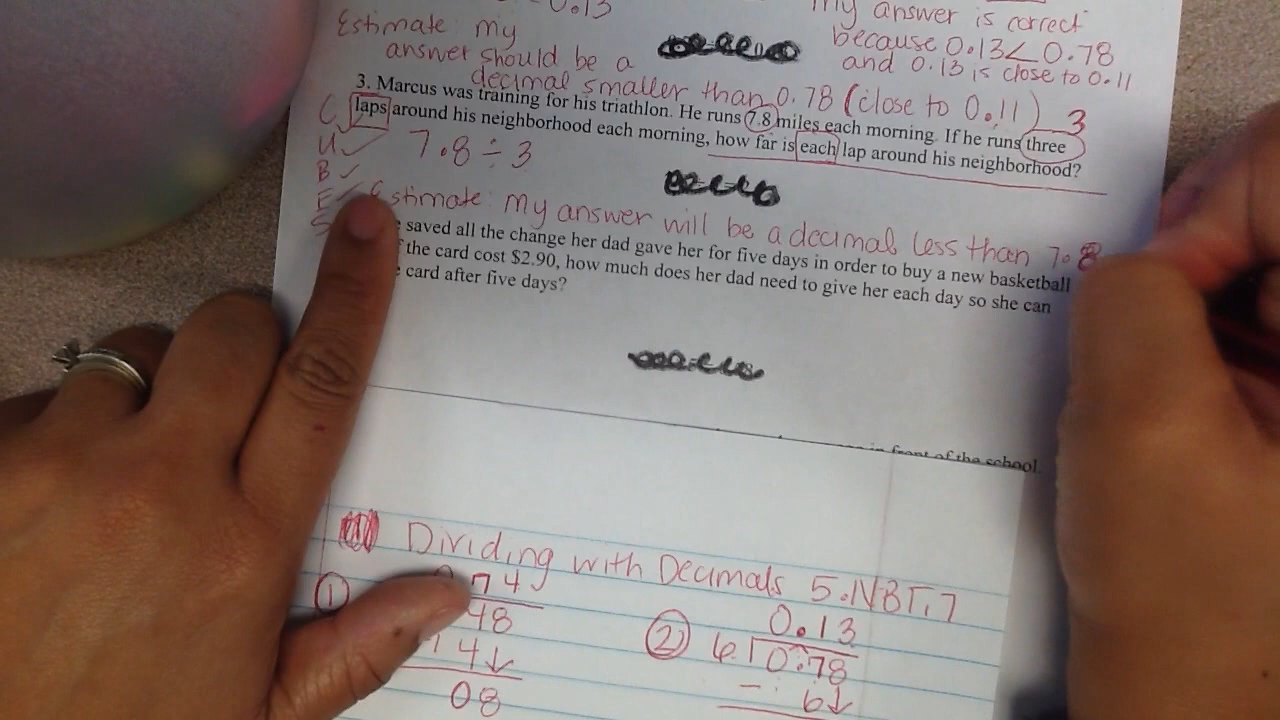 0.13
my answer is correct
Estimate my
because 0.13<0.78
answer should be a
and 0.13 is close to 0.11
decimal smaller than 0.78 (close to 0.11)
3
3. Marcus was training for his triathlon. He runs 7.8 miles each morning. If he runs three
laps around his neighborhood each morning, how far is each lap around his neighborhood?
C
U ✓
7.8 ÷ 3
B ✓
E
Estimate: my answer will be a decimal less than 7.8
S
saved all the change her dad gave her for five days in order to buy a new basketball
the card cost $2.90, how much does her dad need to give her each day so she can
card after five days?
in front of the school.
Dividing with Decimals 5.NBT.7
1
74
48
2
0.13
6 0.78
14↓
- 6↓
08